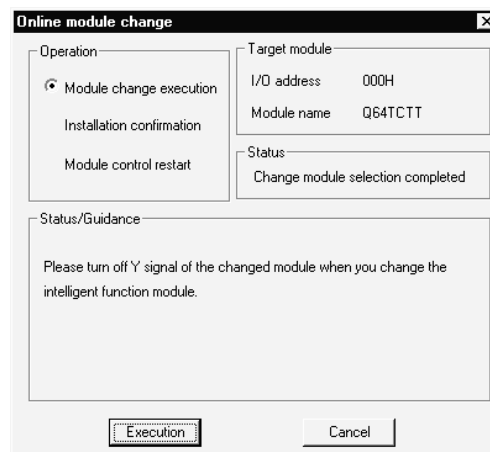 Online module change
Operation
Module change execution
Installation confirmation
Module control restart
Target module
I/O address 000H
Module name Q64TCTT
Status
Change module selection completed
Status/Guidance
Please turn off Y signal of the changed module when you change the
intelligent function module.
Execution Cancel